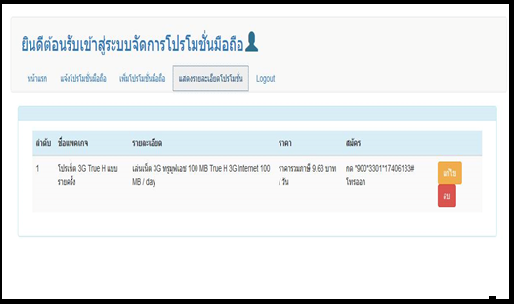 ยินดีต้อนรับเข้าสู่ระบบจัดการโปรโมชั่นมือถือ
หน้าแรก แจ้งโปรโมชั่นมือถือ เพิ่มโปรโมชั่นมือถือ แสดงรายละเอียดโปรโมชั่น Logout
ลำดับ ชื่อแพคเกจ รายละเอียด ราคา สมัคร
1 โปรเน็ต 3G True H แบบ เล่นเน็ต 3G ทรูมูฟเอช 100 MB True H 3G Internet 100 ราคารวมภาษี 9.63 บาท กด *900*3301*17406133# แก้ไข
รายครั้ง MB / day / วัน โทรออก
ลบ